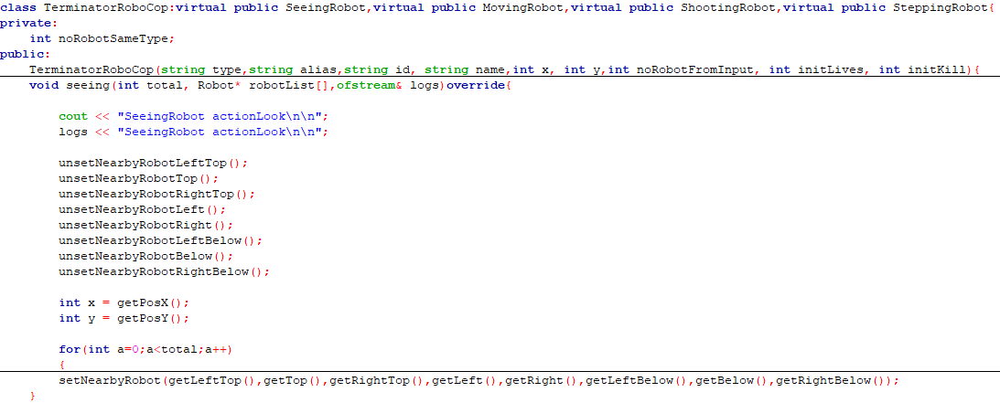 class TerminatorRoboCop:virtual public SeeingRobot,virtual public MovingRobot,virtual public ShootingRobot,virtual public SteppingRobot{
private:
    int noRobotSameType;
public:
    TerminatorRoboCop(string type,string alias,string id, string name,int x, int y,int noRobotFromInput, int initLives, int initKill){
    void seeing(int total, Robot* robotList[],ofstream& logs)override{

        cout << "SeeingRobot actionLook\n\n";
        logs << "SeeingRobot actionLook\n\n";

        unsetNearbyRobotLeftTop();
        unsetNearbyRobotTop();
        unsetNearbyRobotRightTop();
        unsetNearbyRobotLeft();
        unsetNearbyRobotRight();
        unsetNearbyRobotLeftBelow();
        unsetNearbyRobotBelow();
        unsetNearbyRobotRightBelow();

        int x = getPosX();
        int y = getPosY();

        for(int a=0;a<total;a++)
        {
        setNearbyRobot(getLeftTop(),getTop(),getRightTop(),getLeft(),getRight(),getLeftBelow(),getBelow(),getRightBelow());
    }